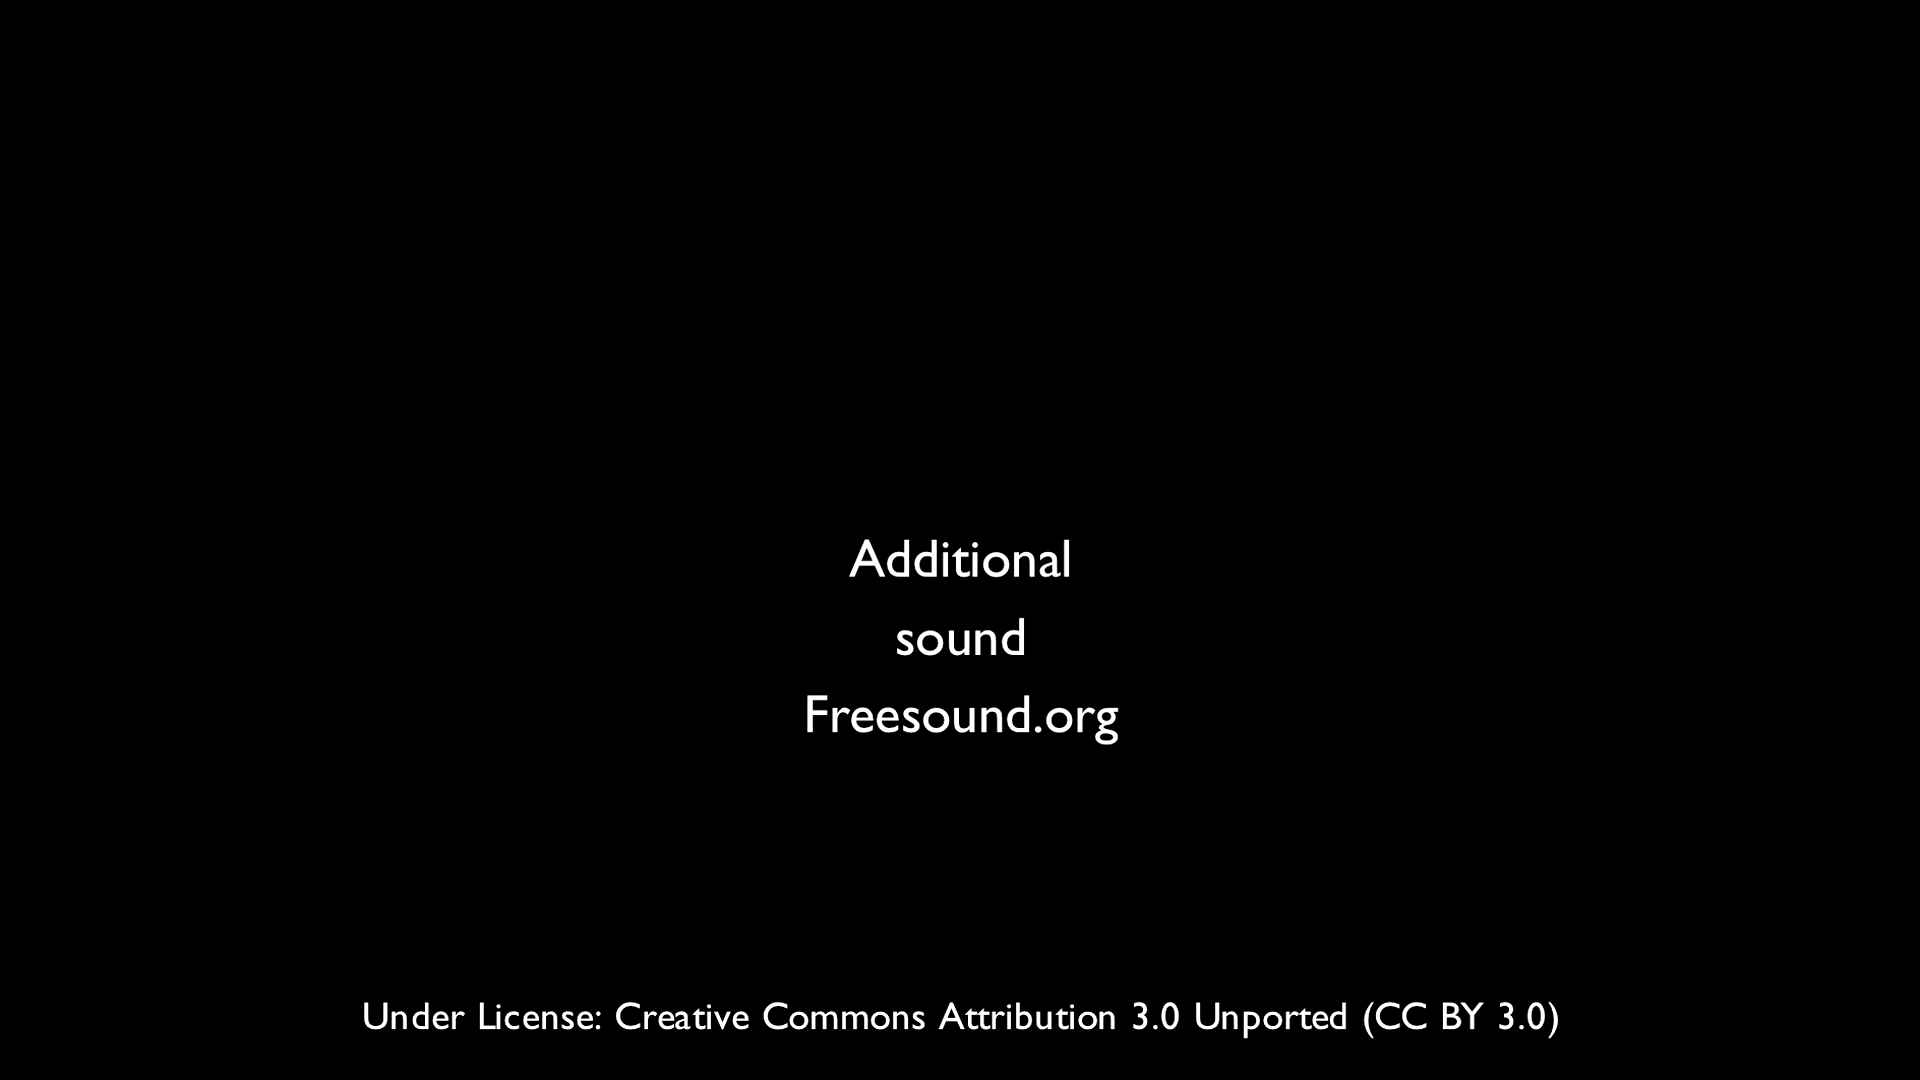 Additional
sound
Freesound.org
Under License: Creative Commons Attribution 3.0 Unported (CC BY 3.0)